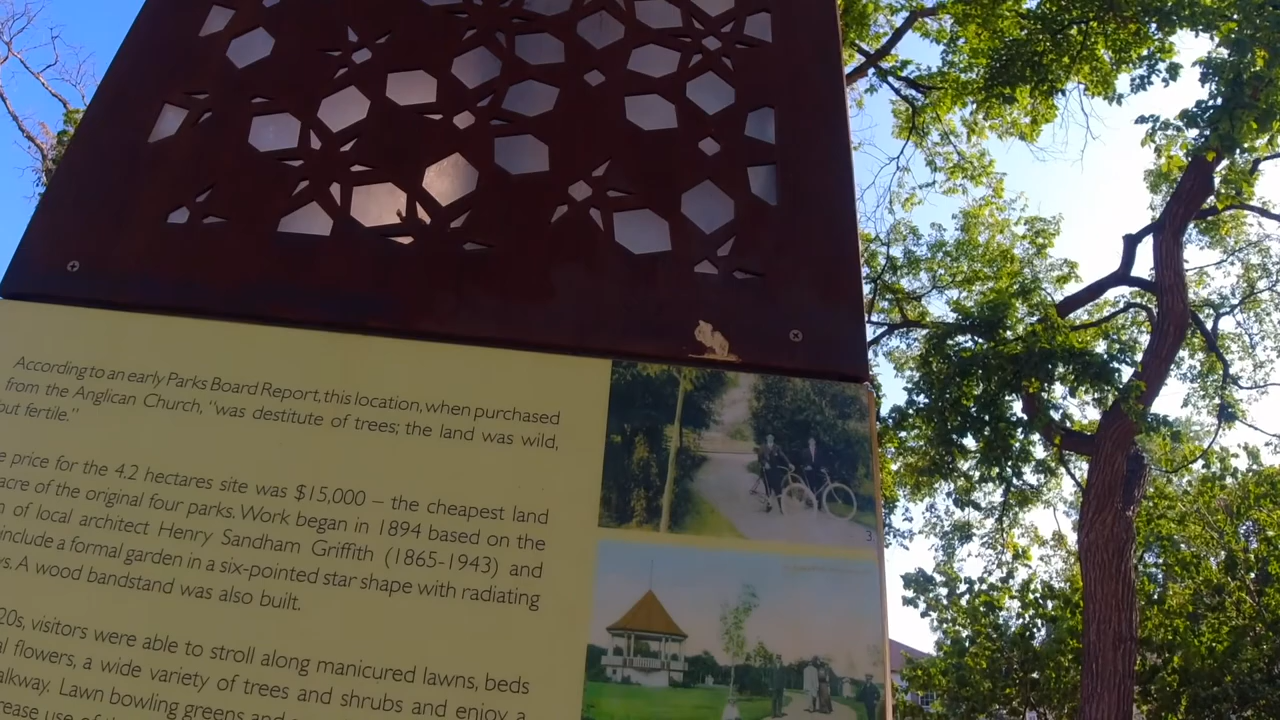 According to an early Parks Board Report, this location, when purchased
from the Anglican Church, "was destitute of trees; the land was wild,
but fertile."
price for the 4.2 hectares site was $15,000 – the cheapest land
acre of the original four parks. Work began in 1894 based on the
of local architect Henry Sandham Griffith (1865-1943) and
include a formal garden in a six-pointed star shape with radiating
A wood bandstand was also built.
20s, visitors were able to stroll along manicured lawns, beds
flowers, a wide variety of trees and shrubs and enjoy a
Lawn bowling greens and
use of
3